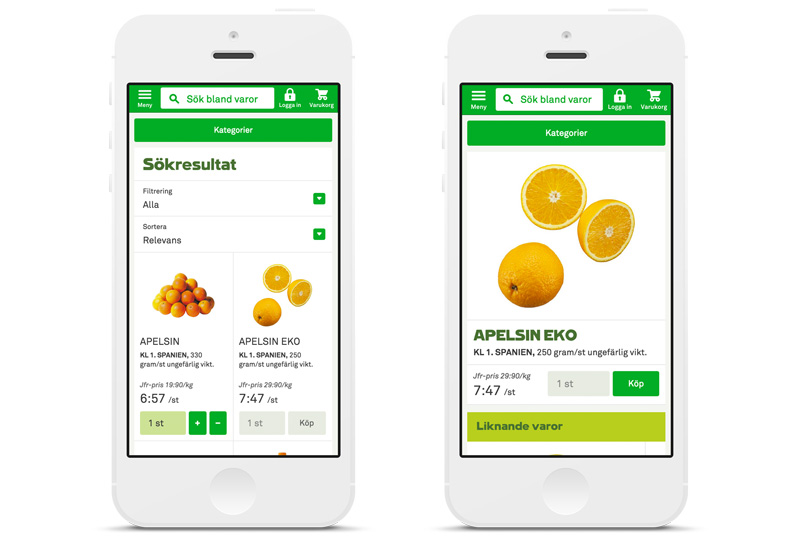 Meny
Sök bland varor
Logga in
Varukorg
Kategorier
Sökresultat
Filtrering
Alla
Sortera
Relevans
APELSIN
KL 1. SPANIEN, 330
gram/st ungefärlig vikt.
Jfr-pris 19:90/kg
6:57 /st
1 st
+
−
APELSIN EKO
KL 1. SPANIEN, 250
gram/st ungefärlig vikt.
Jfr-pris 29:90/kg
7:47 /st
1 st
Köp
Meny
Sök bland varor
Logga in
Varukorg
Kategorier
APELSIN EKO
KL 1. SPANIEN, 250 gram/st ungefärlig vikt.
Jfr-pris 29:90/kg
7:47 /st
1 st
Köp
Liknande varor